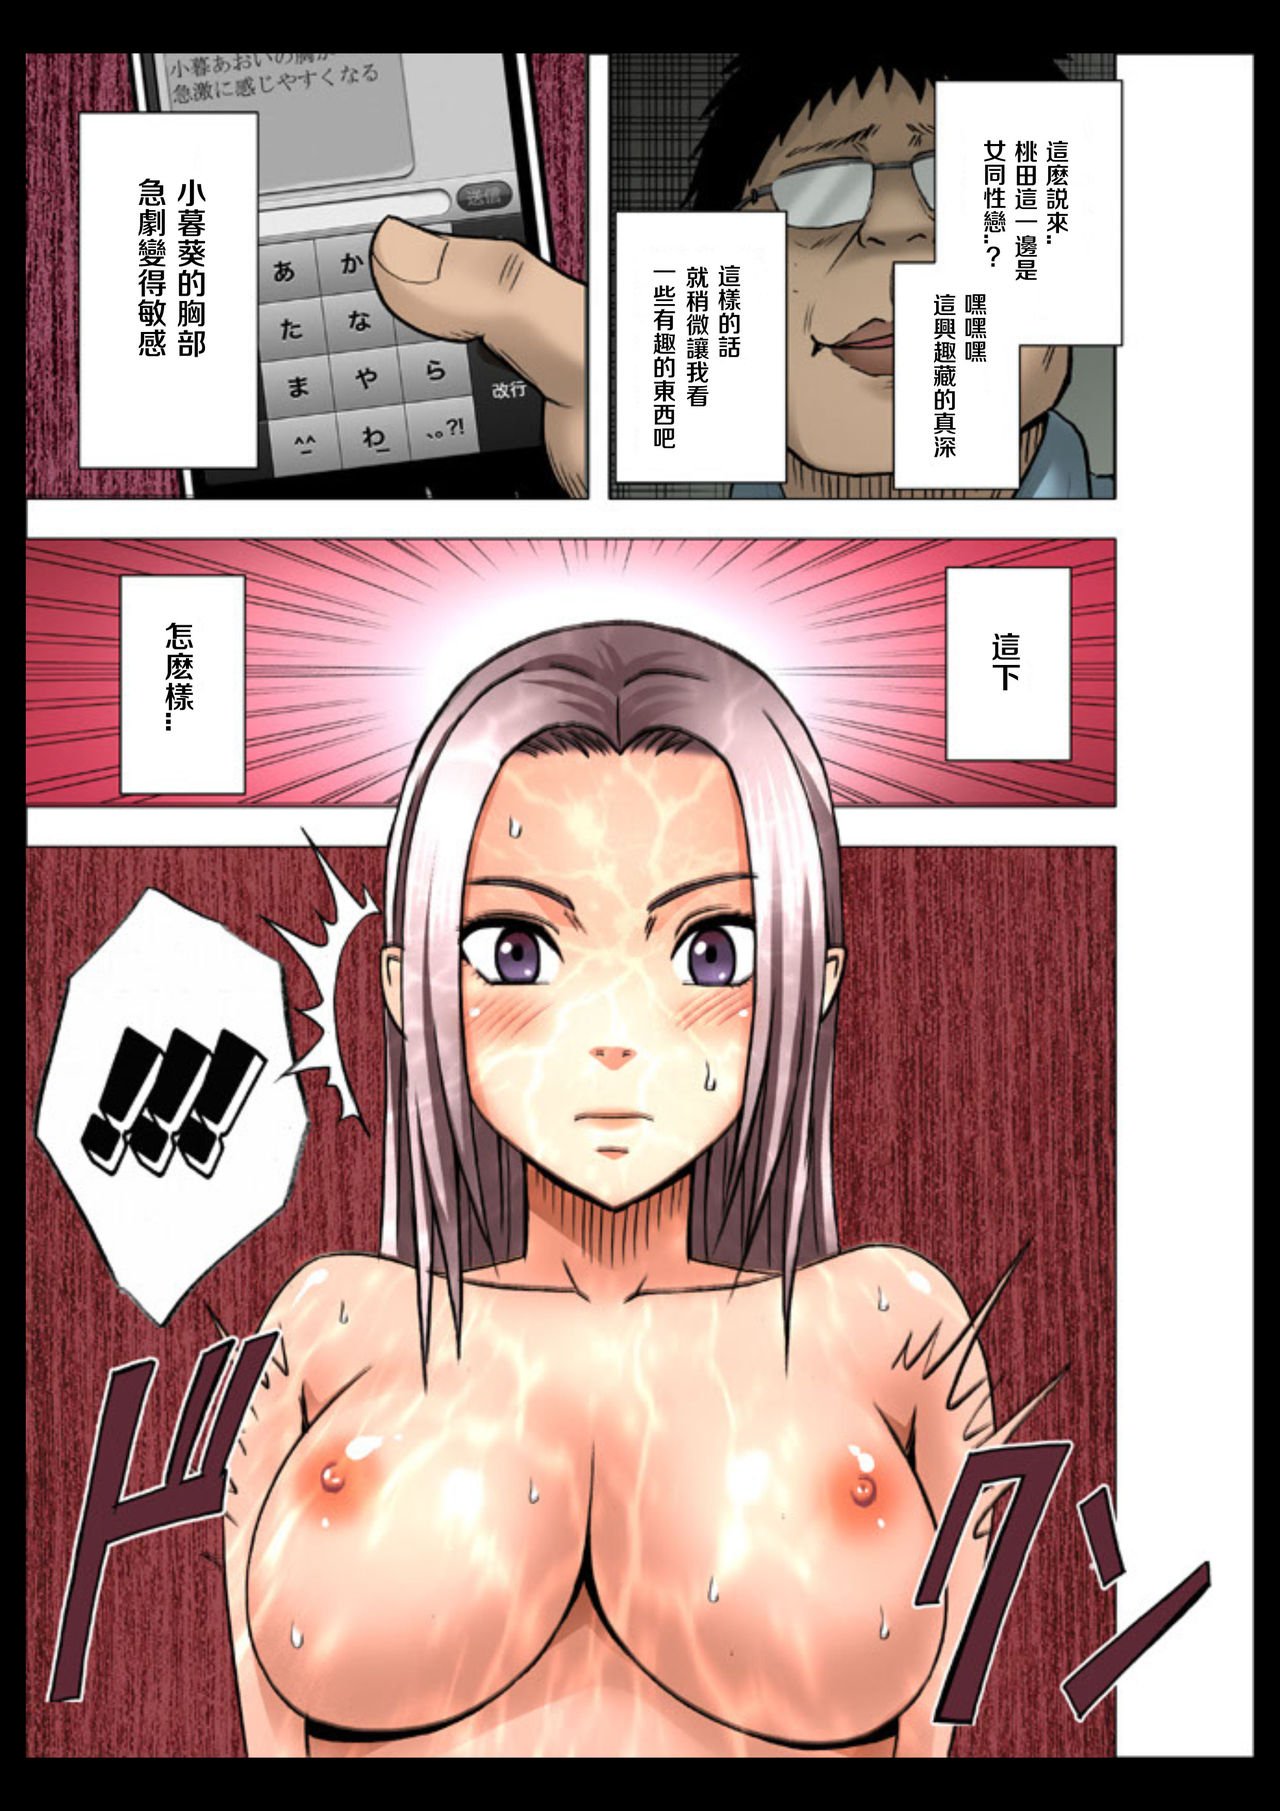 這麼説來…
桃田這一邊是
女同性戀…?
嘿嘿嘿
這興趣藏的真深
這樣的話
就稍微讓我看
一些有趣的東西吧
小暮あおいの胸が
急激に感じやすくなる
送信
あ
か
た
な
ま
や
ら
改行
^^
わ
､｡?!
小暮葵的胸部
急劇變得敏感
這下
怎麼樣…
!!!
ドクン